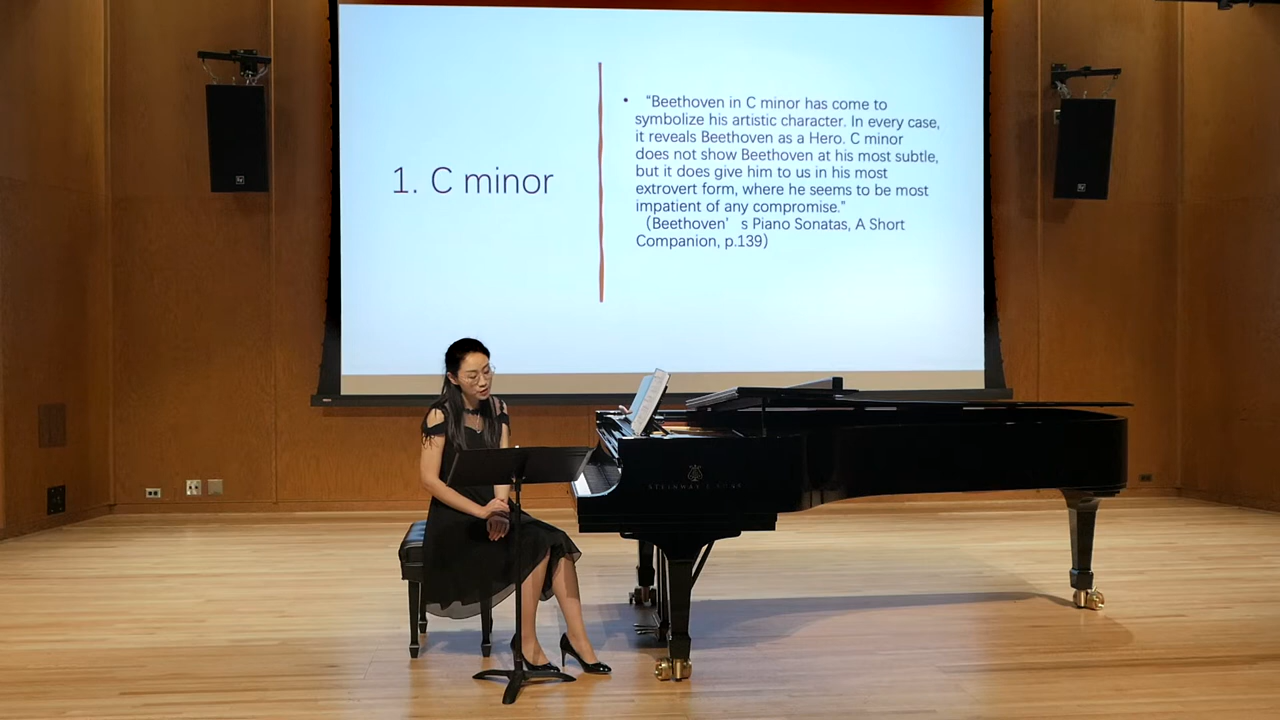 1. C minor
• “Beethoven in C minor has come to
symbolize his artistic character. In every case,
it reveals Beethoven as a Hero. C minor
does not show Beethoven at his most subtle,
but it does give him to us in his most
extrovert form, where he seems to be most
impatient of any compromise.”
（Beethoven’ s Piano Sonatas, A Short
Companion, p.139)
STEINWAY & SONS